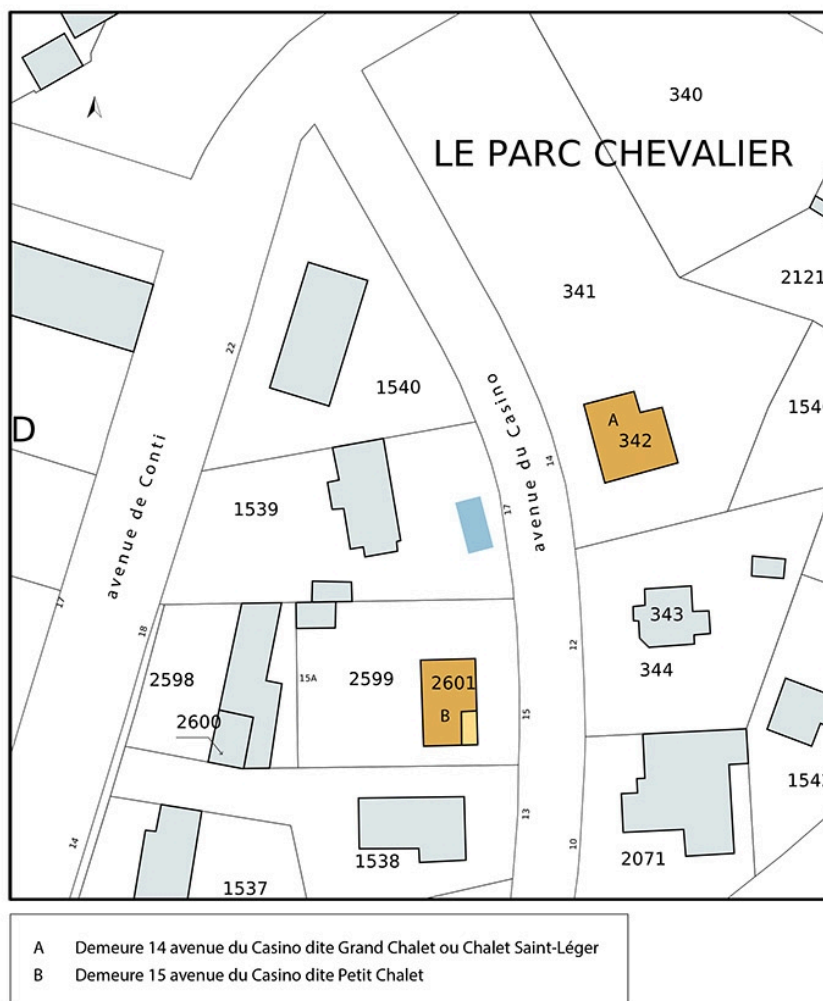 340
LE PARC CHEVALIER
2121
341
22
1540
avenue du Casino
D
A
342
14
avenue de Conti
1539
17
17
343
18
12
344
2598
15A
2599
2601
2600
B
15
14
13
1538
10
2071
1537
A Demeure 14 avenue du Casino dite Grand Chalet ou Chalet Saint-Léger
B Demeure 15 avenue du Casino dite Petit Chalet